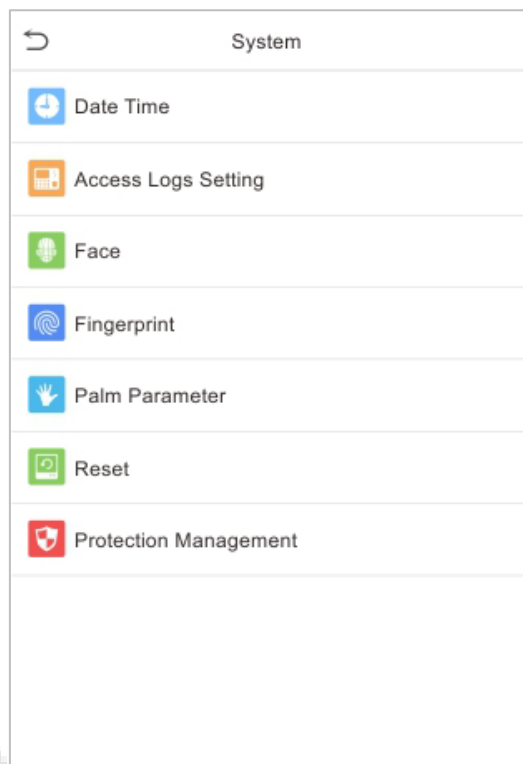 System
Date Time
Access Logs Setting
Face
Fingerprint
Palm Parameter
Reset
Protection Management